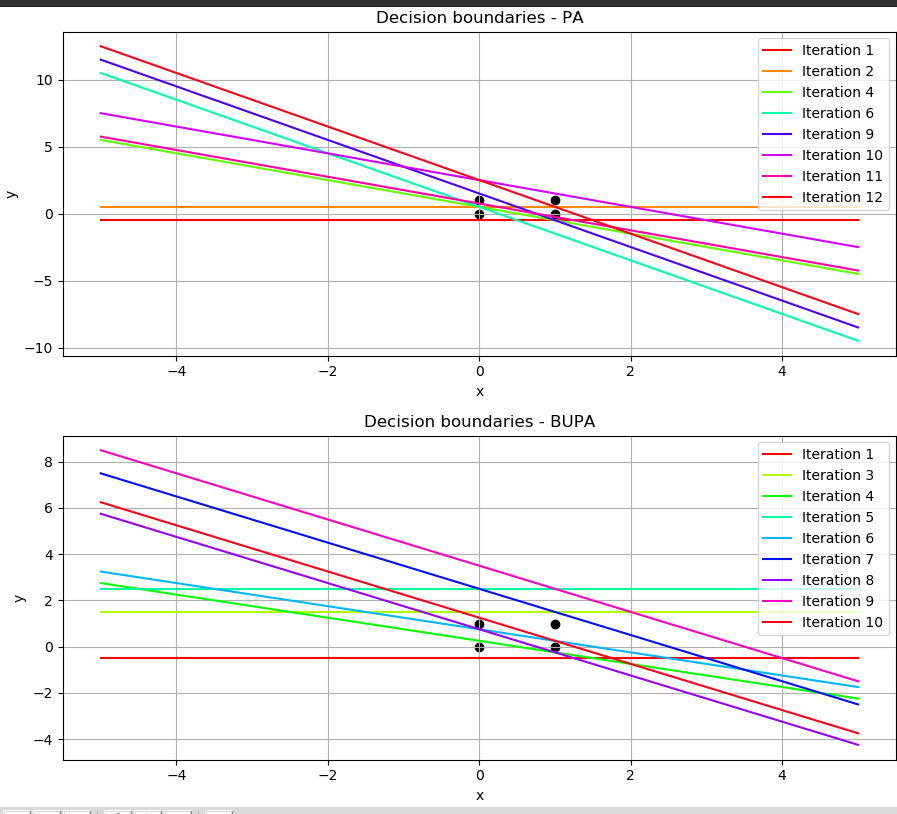 Decision boundaries - PA
10
5
0
−5
−10
y
−4
−2
0
2
4
x
Iteration 1
Iteration 2
Iteration 4
Iteration 6
Iteration 9
Iteration 10
Iteration 11
Iteration 12
Decision boundaries - BUPA
8
6
4
2
0
−2
−4
y
−4
−2
0
2
4
x
Iteration 1
Iteration 3
Iteration 4
Iteration 5
Iteration 6
Iteration 7
Iteration 8
Iteration 9
Iteration 10